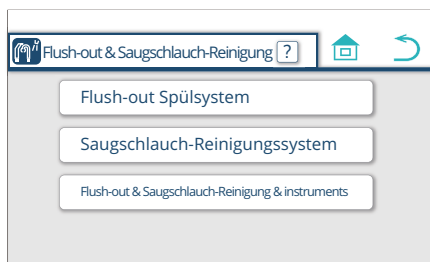 Flush-out & Saugschlauch-Reinigung ?
Flush-out Spülsystem
Saugschlauch-Reinigungssystem
Flush-out & Saugschlauch-Reinigung & instruments